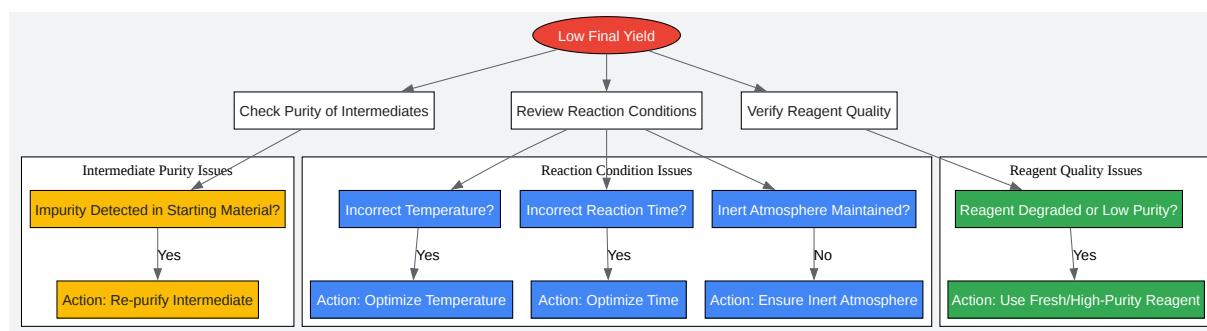 Low Final Yield
Check Purity of Intermediates
Review Reaction Conditions
Verify Reagent Quality
Intermediate Purity Issues
Reaction Condition Issues
Reagent Quality Issues
Impurity Detected in Starting Material?
Incorrect Temperature?
Incorrect Reaction Time?
Inert Atmosphere Maintained?
Reagent Degraded or Low Purity?
Yes
Yes
Yes
No
Yes
Action: Re-purify Intermediate
Action: Optimize Temperature
Action: Optimize Time
Action: Ensure Inert Atmosphere
Action: Use Fresh/High-Purity Reagent